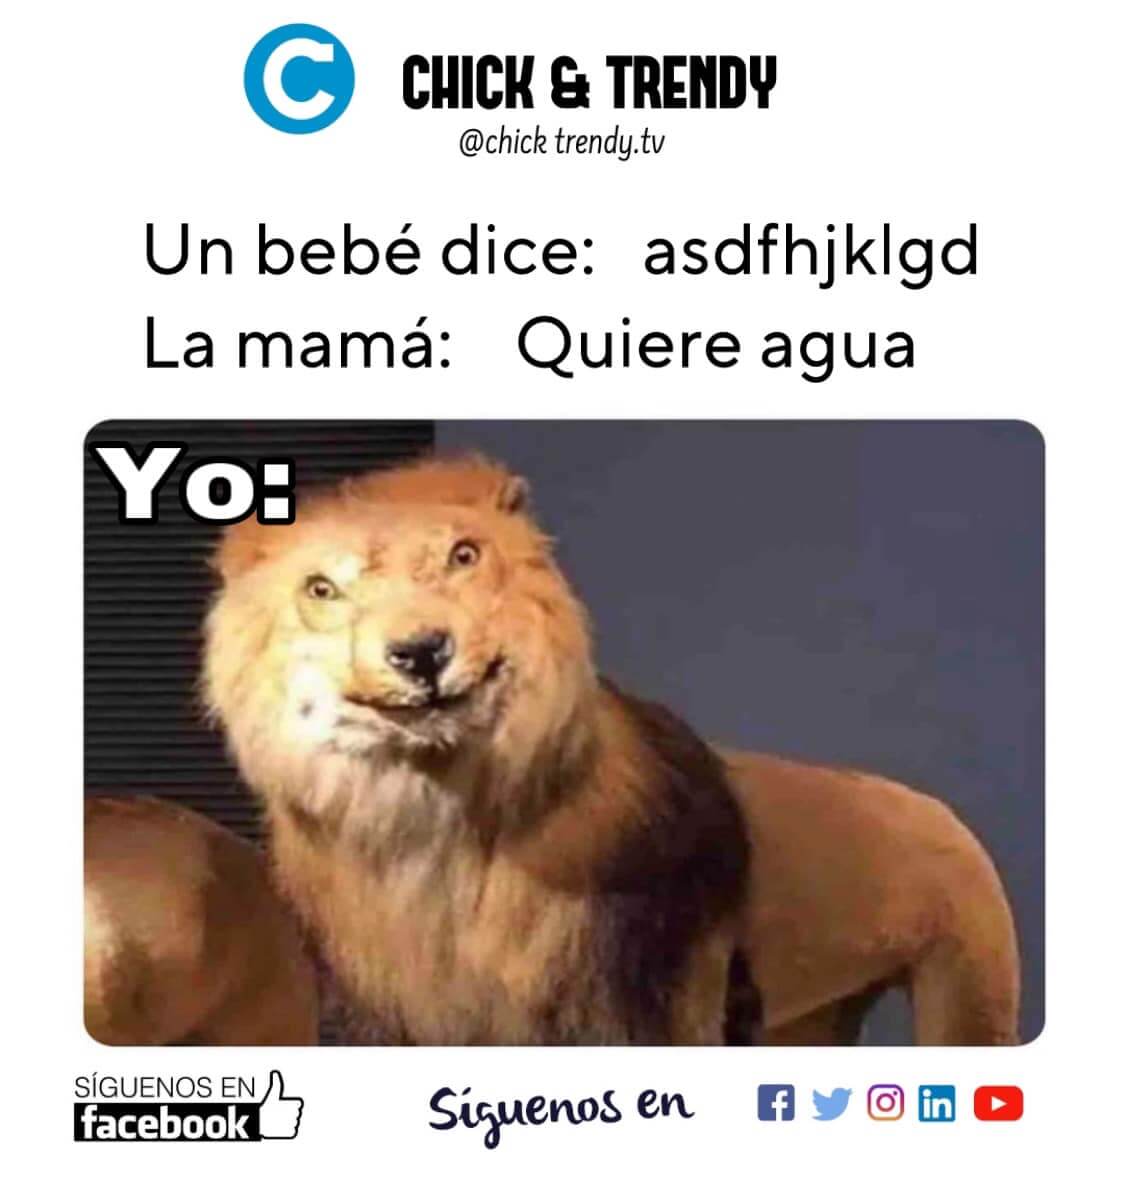 C CHICK & TRENDY
@chick trendy.tv
Un bebé dice: asdfhjklgd
La mamá: Quiere agua
Yo:
SÍGUENOS EN
facebook
Síguenos en